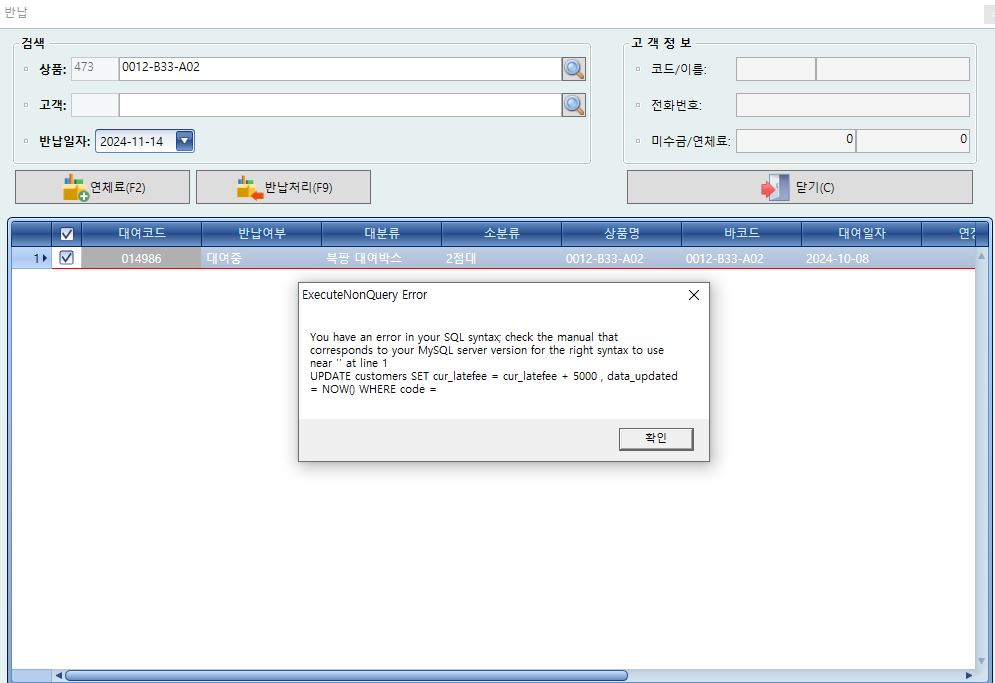 반납
검색
상품: 473 0012-B33-A02
고객:
반납일자: 2024-11-14
고 객 정 보
코드/이름:
전화번호:
미수금/연체료: 0 0
연체료(F2) 반납처리(F9) 닫기(C)
대여코드 반납여부 대분류 소분류 상품명 바코드 대여일자
1 014986 대여중 북짱 대여박스 2점대 0012-B33-A02 0012-B33-A02 2024-10-08
ExecuteNonQuery Error
You have an error in your SQL syntax; check the manual that
corresponds to your MySQL server version for the right syntax to use
near '' at line 1
UPDATE customers SET cur_latefee = cur_latefee + 5000 , data_updated
= NOW() WHERE code =
확인